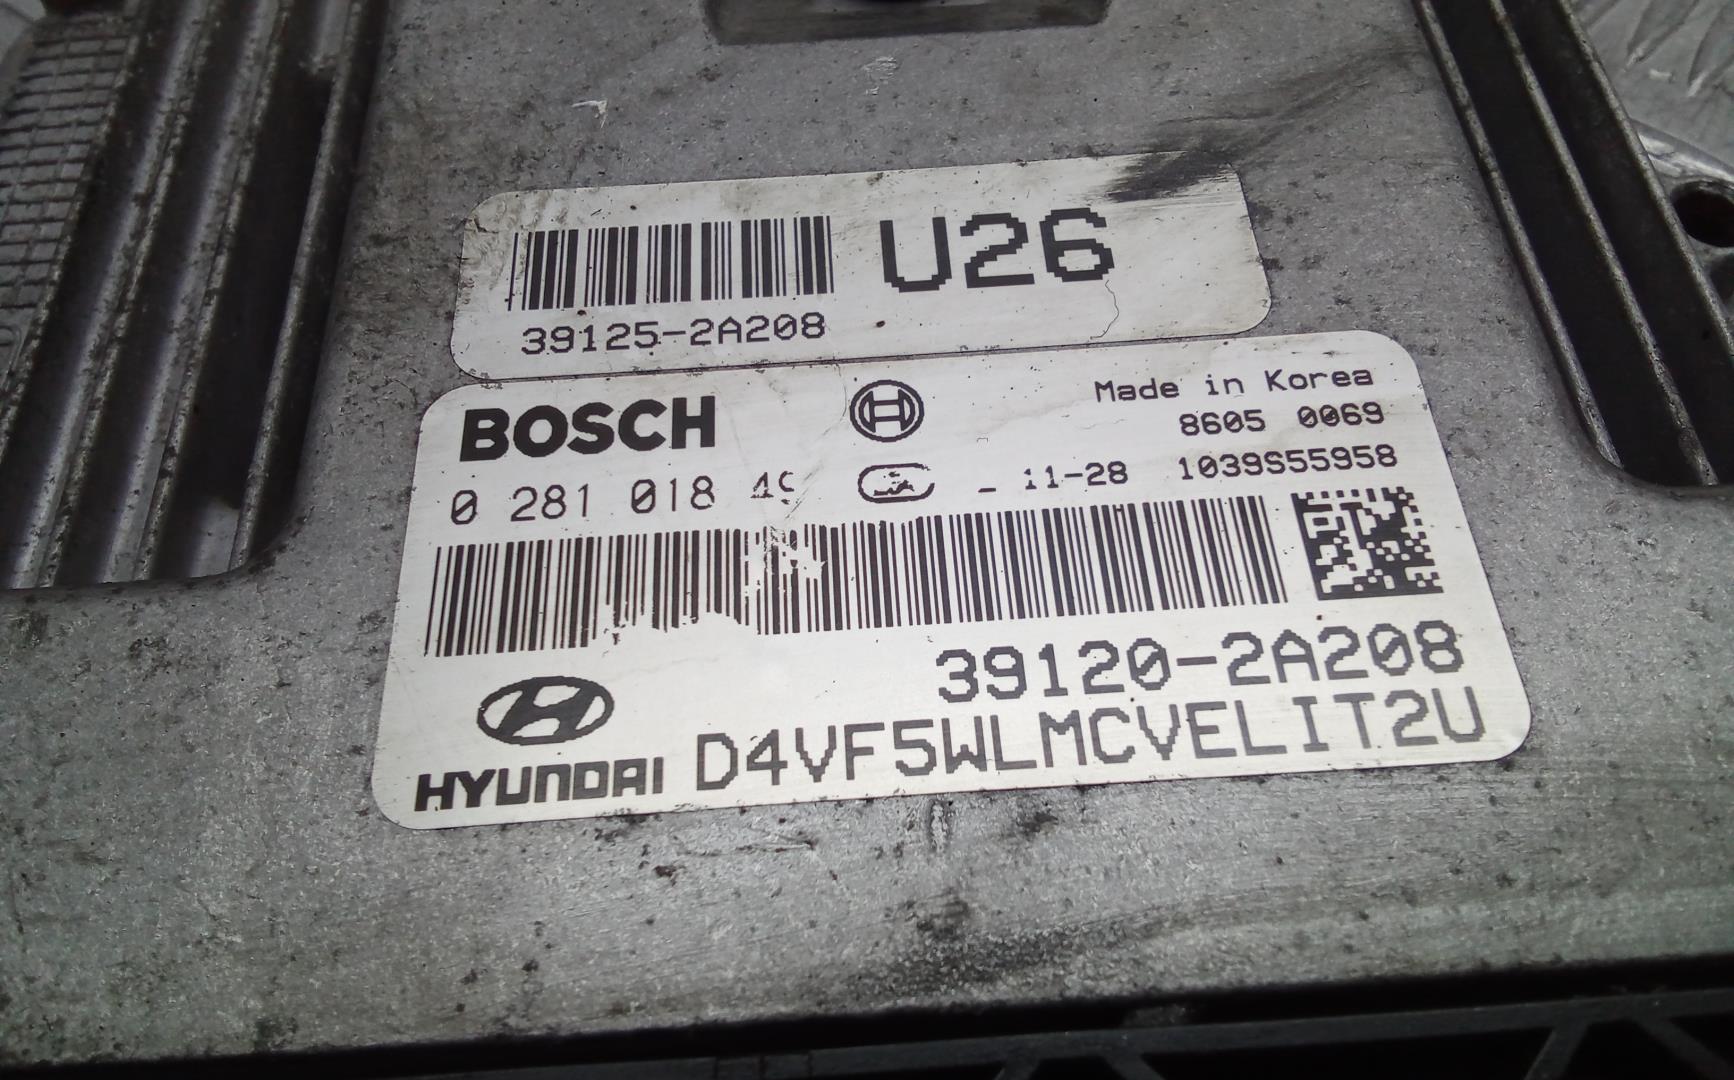 U26
39125-2A208
BOSCH
Made in Korea
8605 0069
0 281 018
11-28 1039S55958
39120-2A208
HYUNDAI D4VF5WLMCVELIT2U